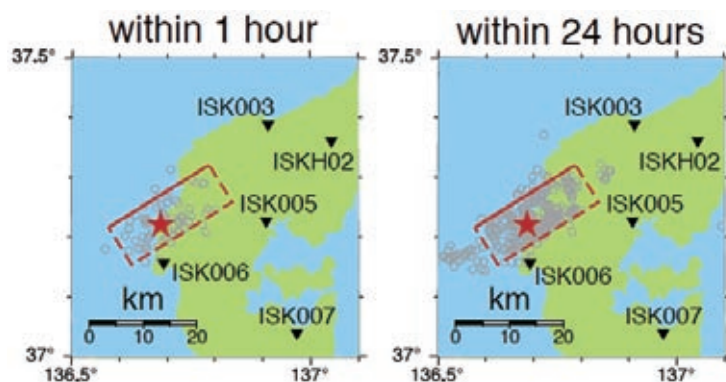 within 1 hour
37.5°
ISK003
ISKH02
ISK005
ISK006
km
ISK007
0 10 20
37°
136.5° 137°
within 24 hours
37.5°
ISK003
ISKH02
ISK005
ISK006
km
ISK007
0 10 20
37°
136.5° 137°